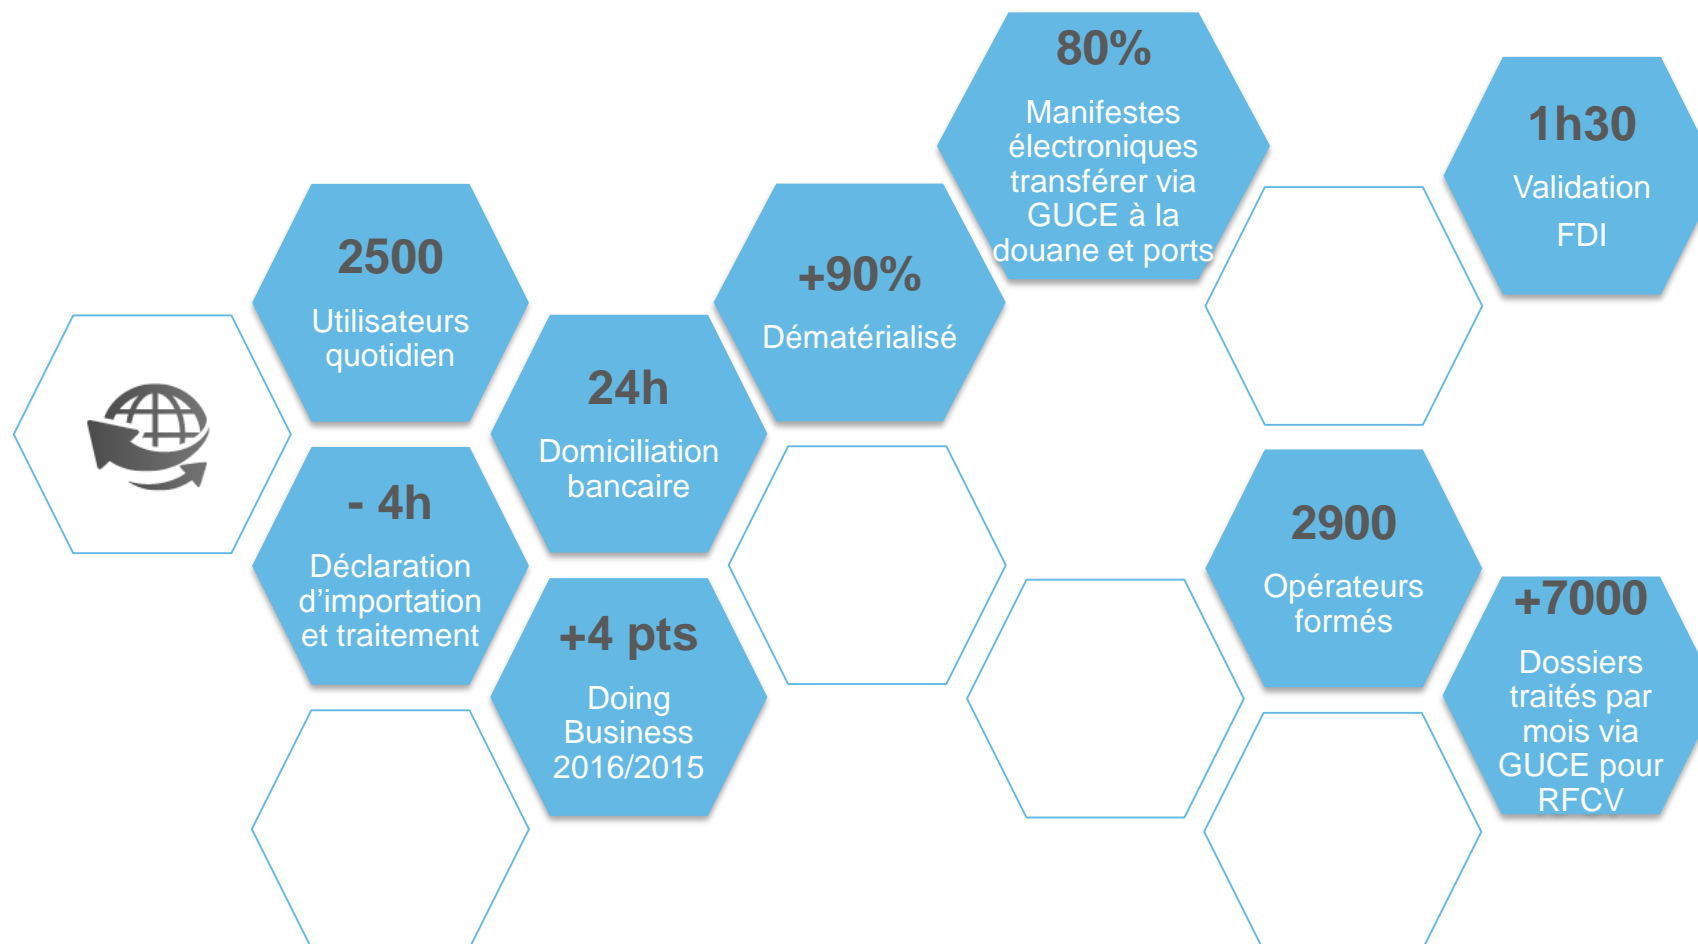 2500
Utilisateurs
quotidien
- 4h
Déclaration
d’importation
et traitement
24h
Domiciliation
bancaire
+4 pts
Doing
Business
2016/2015
+90%
Dématérialisé
80%
Manifestes
électroniques
transférer via
GUCE à la
douane et ports
1h30
Validation
FDI
2900
Opérateurs
formés
+7000
Dossiers
traités par
mois via
GUCE pour
RFCV